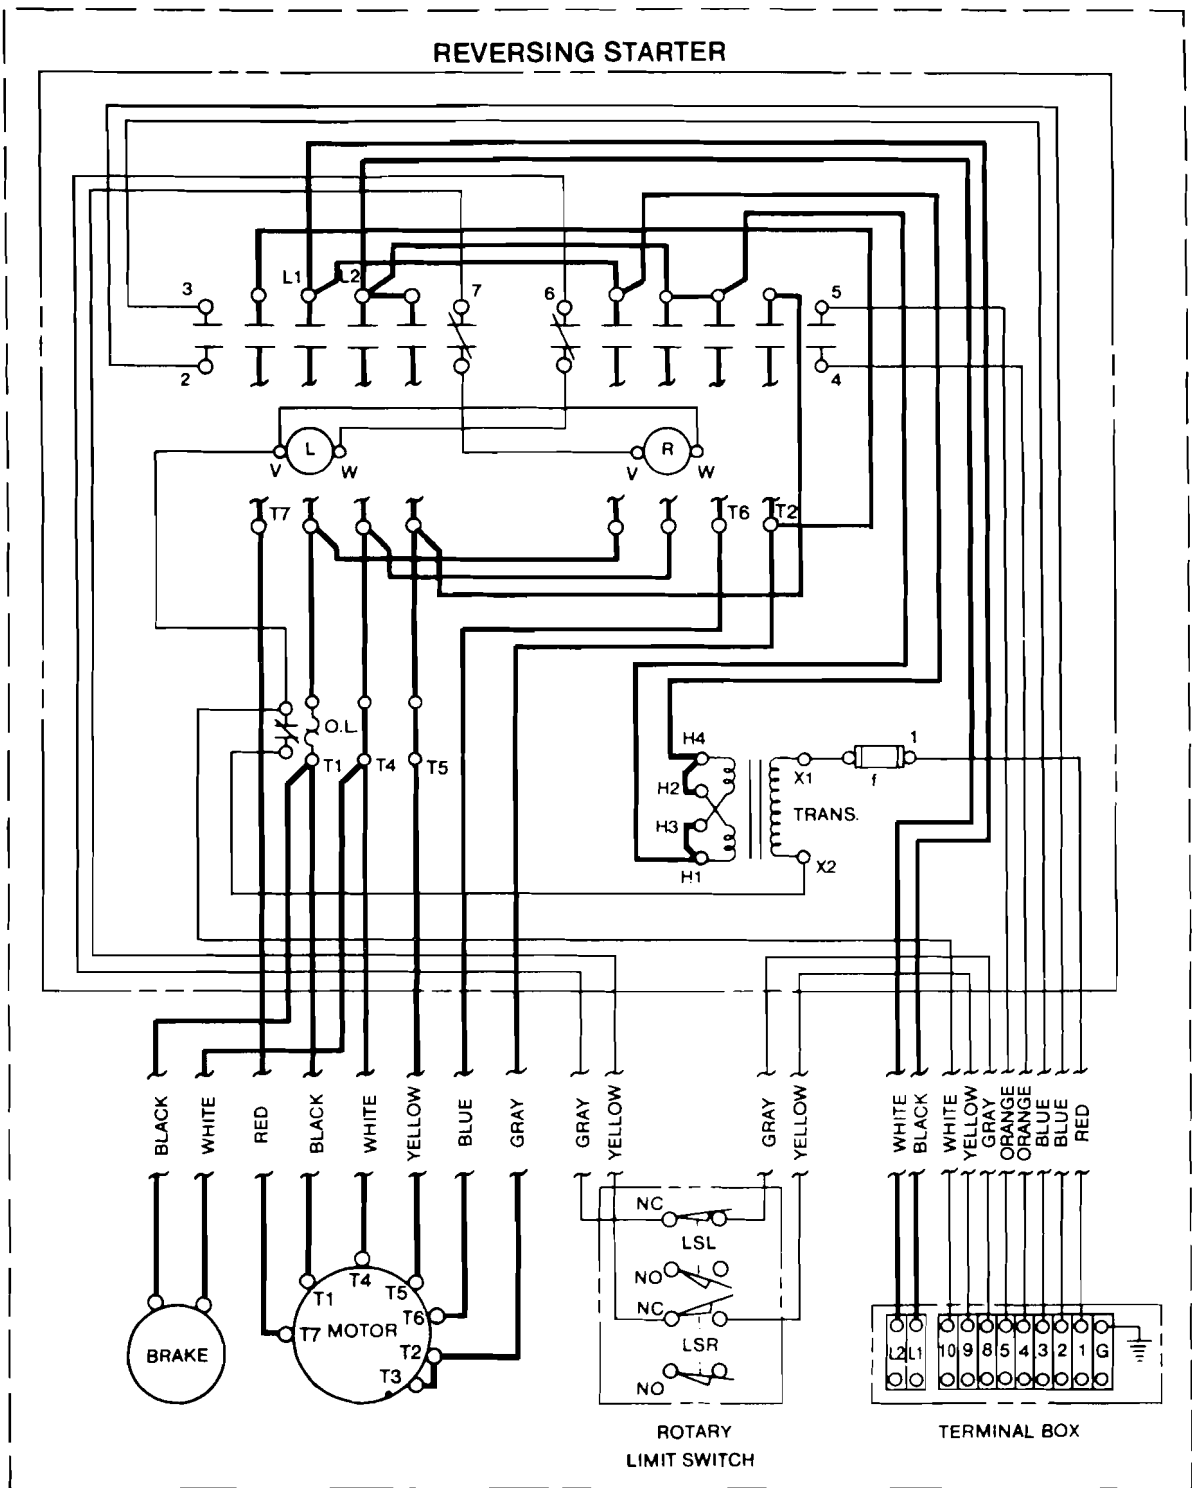 REVERSING STARTER
L1
L2
3
7
6
5
2
4
L
R
V
W
V
W
T7
T6
T2
O.L.
T1
T4
T5
H4
1
X1
f
H2
TRANS.
H3
X2
H1
BLACK
WHITE
RED
BLACK
WHITE
YELLOW
BLUE
GRAY
GRAY
YELLOW
GRAY
YELLOW
WHITE
BLACK
WHITE
YELLOW
GRAY
ORANGE
ORANGE
BLUE
BLUE
RED
NC
LSL
NO
NC
LSR
NO
T1
T4
T5
T6
T7
MOTOR
T2
T3
BRAKE
L2
L1
10
9
8
5
4
3
2
1
G
ROTARY
LIMIT SWITCH
TERMINAL BOX